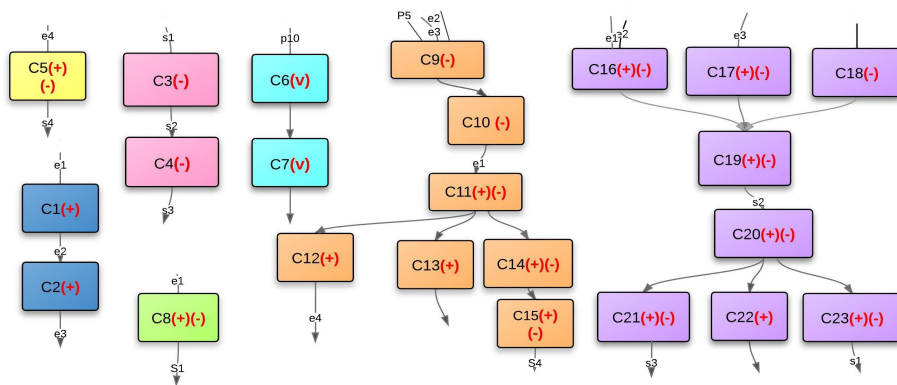 e4
C5(+)
(-)
s4
e1
C1(+)
e2
C2(+)
e3
s1
C3(-)
s2
C4(-)
s3
e1
C8(+)(-)
S1
p10
C6(v)
C7(v)
P5
e2
e3
C9(-)
C10 (-)
e1
C11(+)(-)
C12(+)
e4
C13(+)
C14(+)(-)
C15(+)
(-)
S4
e1
e2
C16(+)(-)
e3
C17(+)(-)
C18(-)
C19(+)(-)
s2
C20(+)(-)
C21(+)(-)
s3
C22(+)
C23(+)(-)
s1